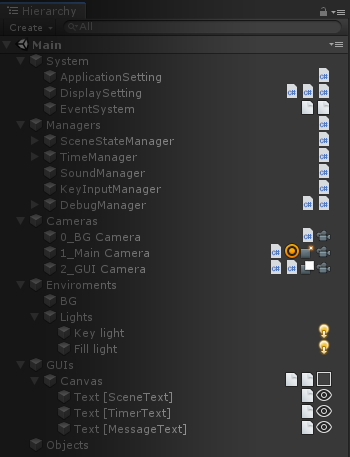 Hierarchy
Create All
Main
System
ApplicationSetting
DisplaySetting
EventSystem
Managers
SceneStateManager
TimeManager
SoundManager
KeyInputManager
DebugManager
Cameras
0_BG Camera
1_Main Camera
2_GUI Camera
Enviroments
BG
Lights
Key light
Fill light
GUIs
Canvas
Text [SceneText]
Text [TimerText]
Text [MessageText]
Objects